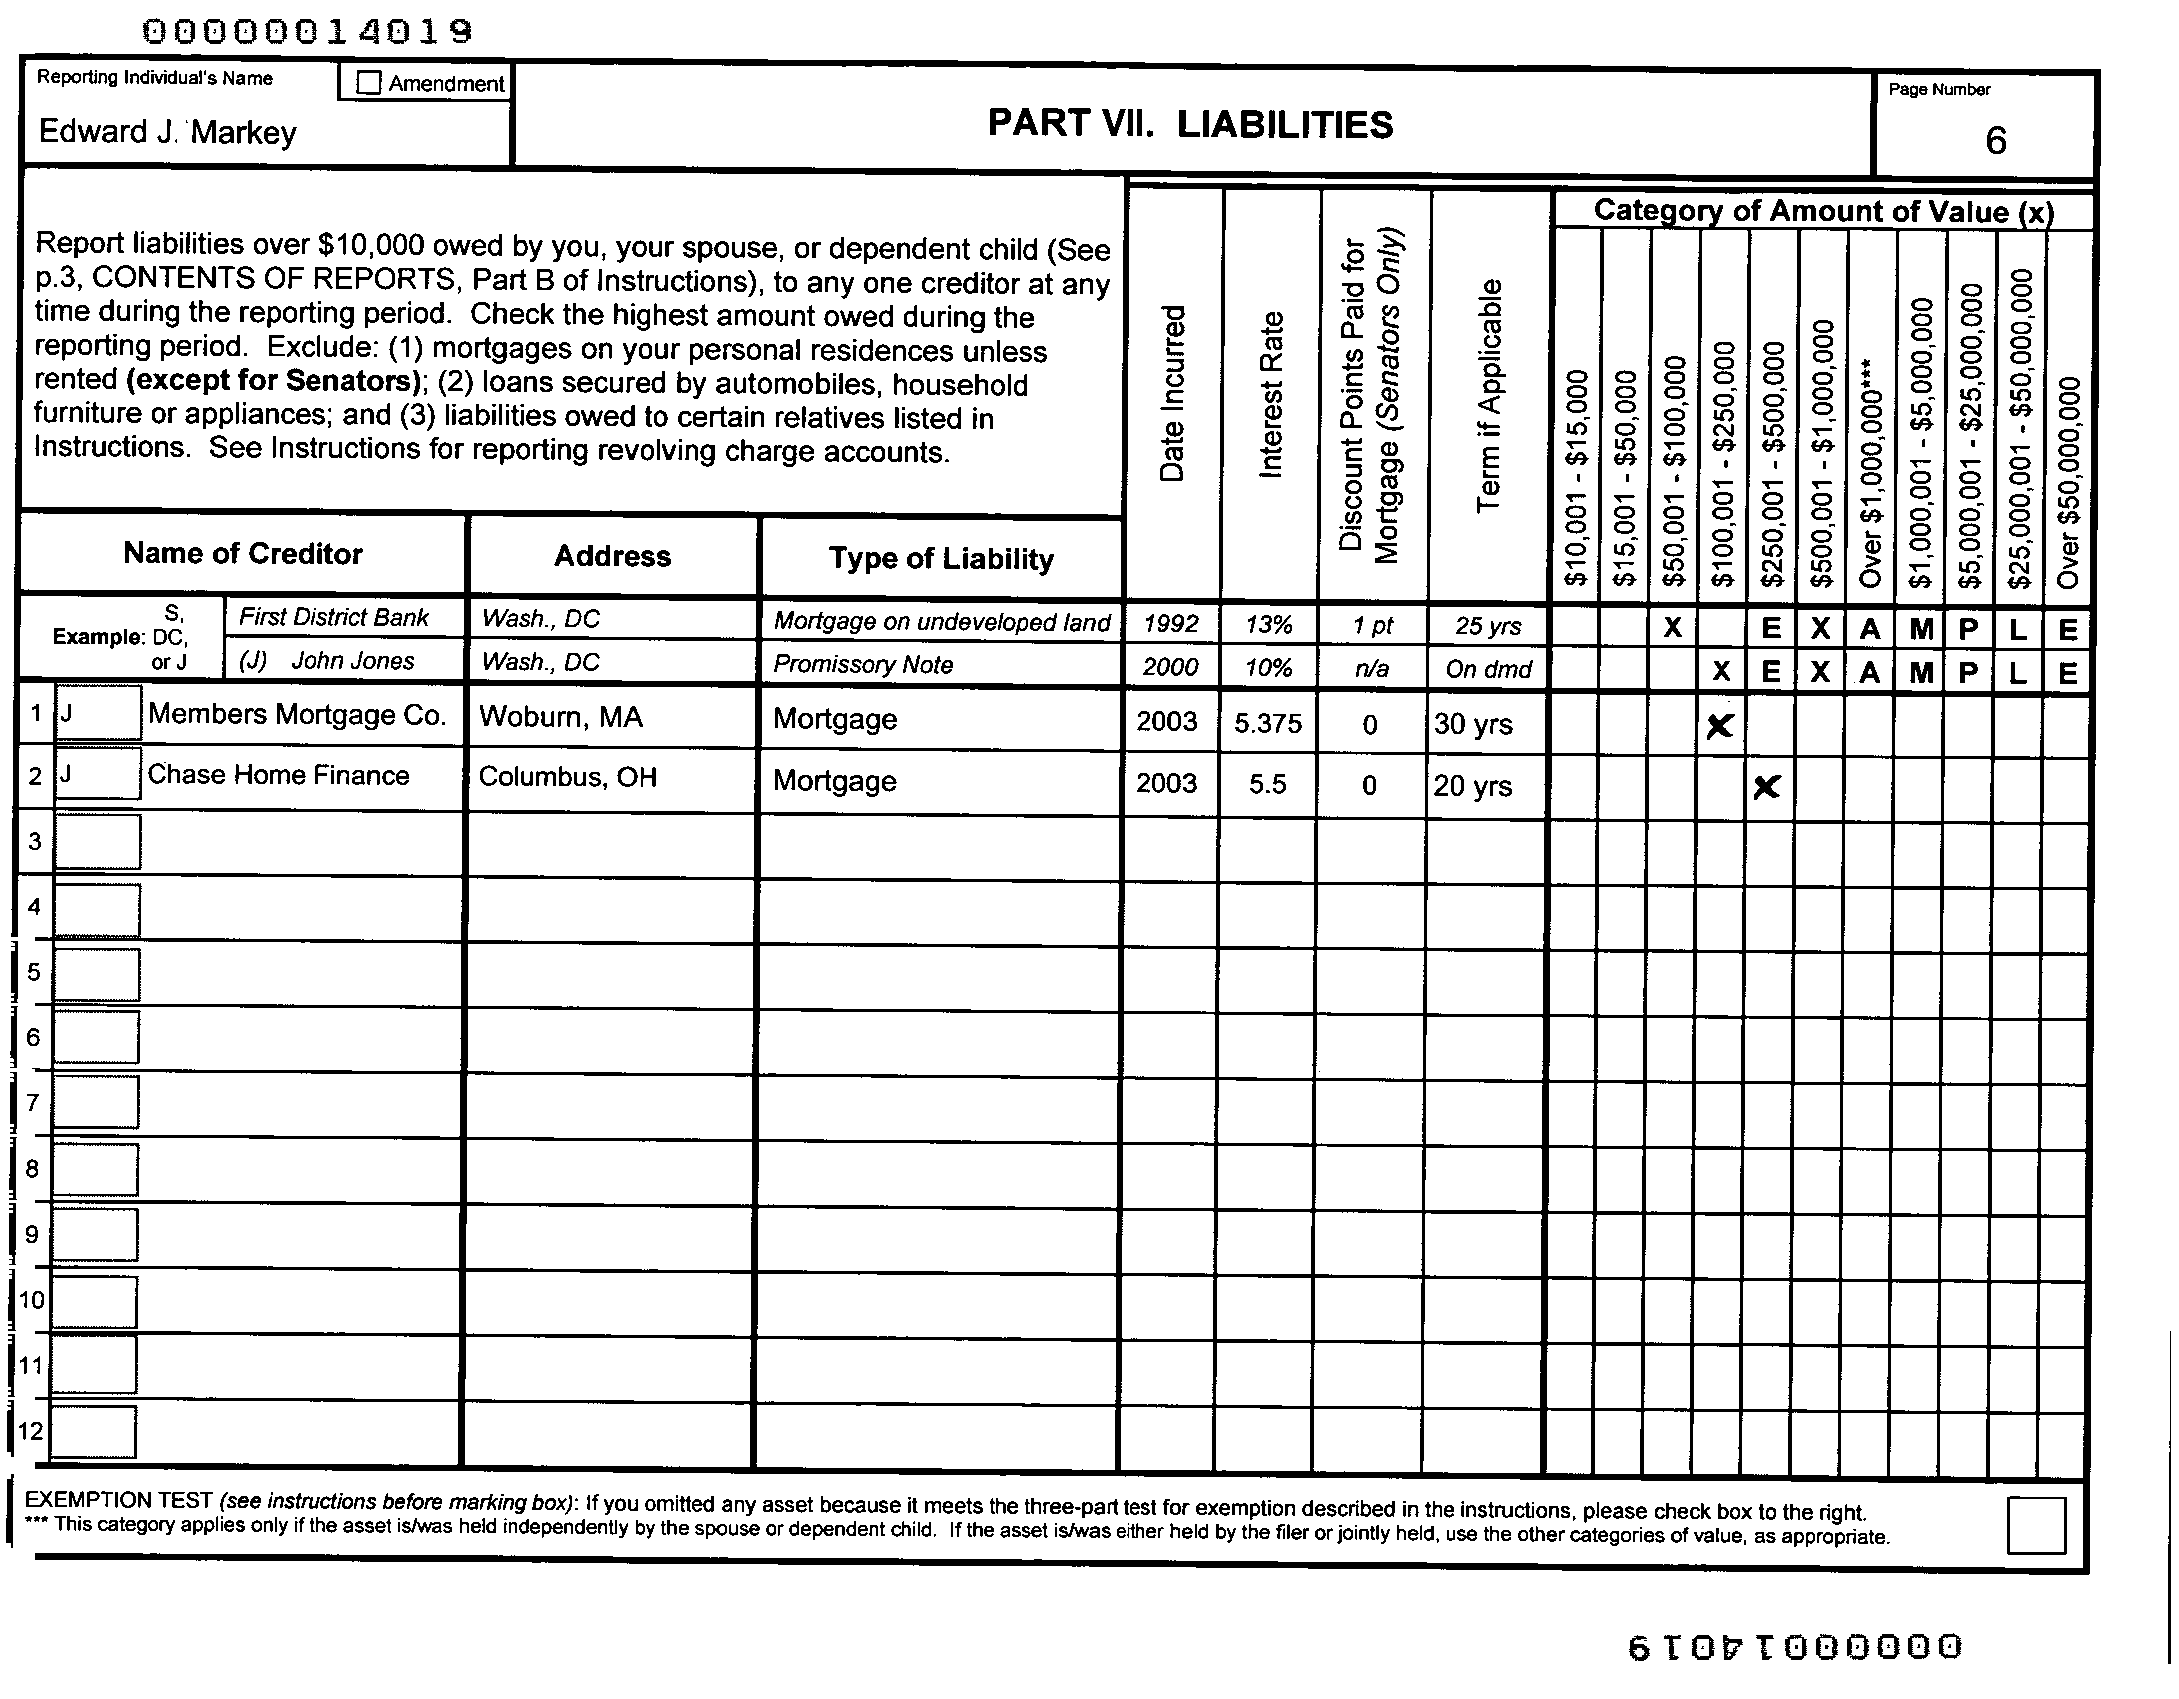 00000014019
Reporting Individual's Name
Amendment
Edward J. Markey
PART VII. LIABILITIES
Page Number
6
Report liabilities over $10,000 owed by you, your spouse, or dependent child (See
p.3, CONTENTS OF REPORTS, Part B of Instructions), to any one creditor at any
time during the reporting period. Check the highest amount owed during the
reporting period. Exclude: (1) mortgages on your personal residences unless
rented (except for Senators); (2) loans secured by automobiles, household
furniture or appliances; and (3) liabilities owed to certain relatives listed in
Instructions. See Instructions for reporting revolving charge accounts.
Date Incurred
Interest Rate
Discount Points Paid for
Mortgage (Senators Only)
Term if Applicable
Category of Amount of Value (x)
$10,001 - $15,000
$15,001 - $50,000
$50,001 - $100,000
$100,001 - $250,000
$250,001 - $500,000
$500,001 - $1,000,000
Over $1,000,000***
$1,000,001 - $5,000,000
$5,000,001 - $25,000,000
$25,000,001 - $50,000,000
Over $50,000,000
Name of Creditor Address Type of Liability
Example: S, DC, or J
First District Bank Wash., DC Mortgage on undeveloped land 1992 13% 1 pt 25 yrs X E X A M P L E
(J) John Jones Wash., DC Promissory Note 2000 10% n/a On dmd X E X A M P L E
1 J Members Mortgage Co. Woburn, MA Mortgage 2003 5.375 0 30 yrs X
2 J Chase Home Finance Columbus, OH Mortgage 2003 5.5 0 20 yrs X
3
4
5
6
7
8
9
10
11
12
EXEMPTION TEST (see instructions before marking box): If you omitted any asset because it meets the three-part test for exemption described in the instructions, please check box to the right.
*** This category applies only if the asset is/was held independently by the spouse or dependent child. If the asset is/was either held by the filer or jointly held, use the other categories of value, as appropriate.
00000014019